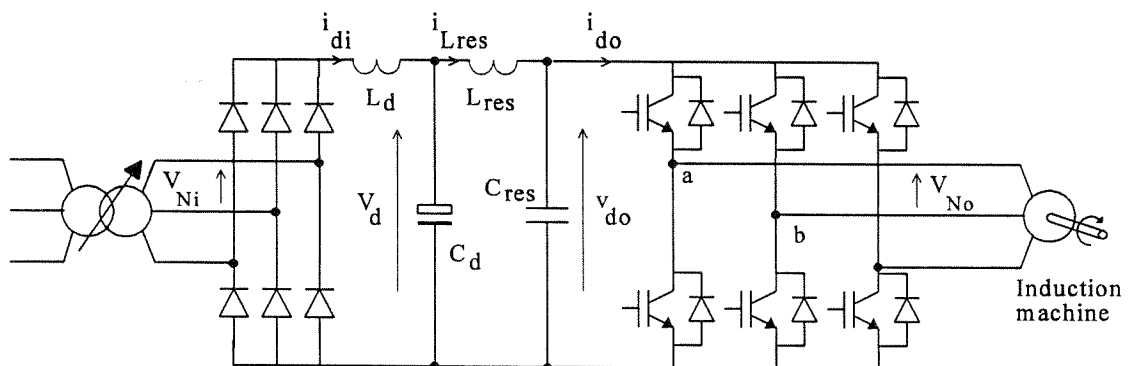 i di
i Lres
i do
L d
L res
V Ni
V d
C res
v do
C d
a
V No
b
Induction
machine